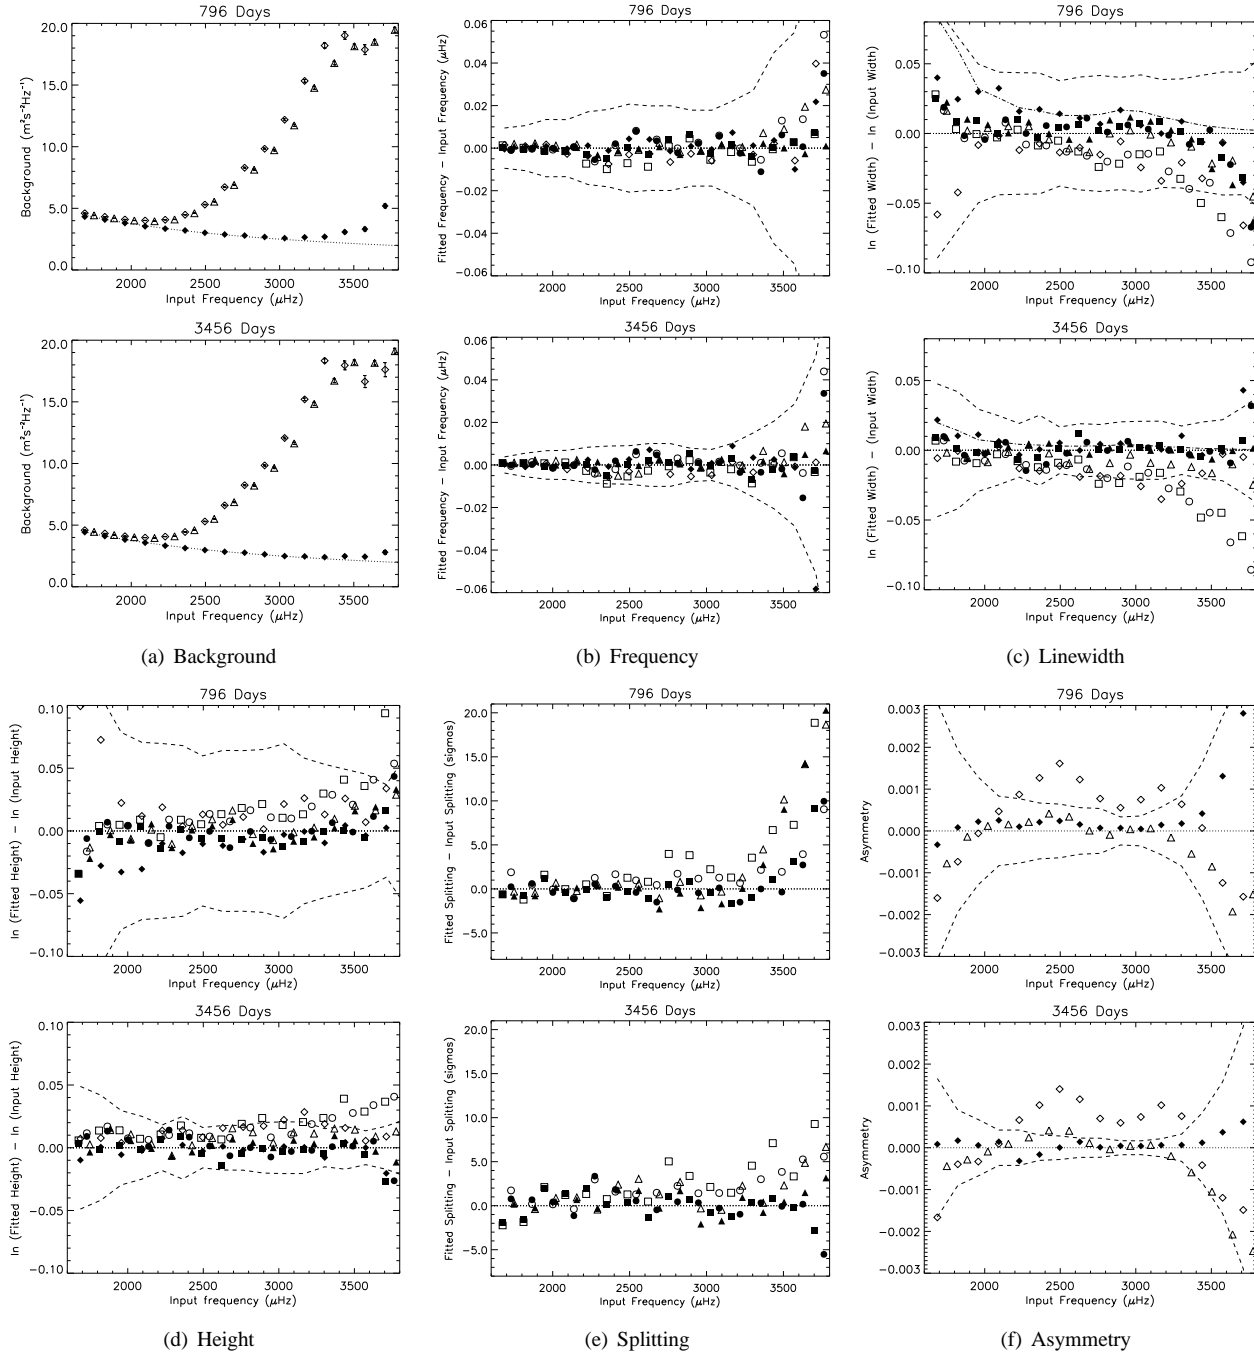 796 Days
20.0
15.0
10.0
5.0
0.0
Background (m²s⁻²Hz⁻¹)
2000 2500 3000 3500
Input Frequency (μHz)
3456 Days
20.0
15.0
10.0
5.0
0.0
Background (m²s⁻²Hz⁻¹)
2000 2500 3000 3500
Input Frequency (μHz)
(a) Background
796 Days
0.06
0.04
0.02
0.00
−0.02
−0.04
−0.06
Fitted Frequency − Input Frequency (μHz)
2000 2500 3000 3500
Input Frequency (μHz)
3456 Days
0.06
0.04
0.02
0.00
−0.02
−0.04
−0.06
Fitted Frequency − Input Frequency (μHz)
2000 2500 3000 3500
Input Frequency (μHz)
(b) Frequency
796 Days
0.05
0.00
−0.05
−0.10
ln (Fitted Width) − ln (Input Width)
2000 2500 3000 3500
Input Frequency (μHz)
3456 Days
0.05
0.00
−0.05
−0.10
ln (Fitted Width) − (Input Width)
2000 2500 3000 3500
Input Frequency (μHz)
(c) Linewidth
796 Days
0.10
0.05
0.00
−0.05
−0.10
ln (Fitted Height) − ln (Input Height)
2000 2500 3000 3500
Input Frequency (μHz)
3456 Days
0.10
0.05
0.00
−0.05
−0.10
ln (Fitted Height) − ln (Input Height)
2000 2500 3000 3500
Input frequency (μHz)
(d) Height
796 Days
20.0
15.0
10.0
5.0
0.0
−5.0
Fitted Splitting − Input Splitting (sigmas)
2000 2500 3000 3500
Input Frequency (μHz)
3456 Days
20.0
15.0
10.0
5.0
0.0
−5.0
Fitted Splitting − Input Splitting (sigmas)
2000 2500 3000 3500
Input Frequency (μHz)
(e) Splitting
796 Days
0.003
0.002
0.001
0.000
−0.001
−0.002
−0.003
Asymmetry
2000 2500 3000 3500
Input Frequency (μHz)
3456 Days
0.003
0.002
0.001
0.000
−0.001
−0.002
−0.003
Asymmetry
2000 2500 3000 3500
Input Frequency (μHz)
(f) Asymmetry